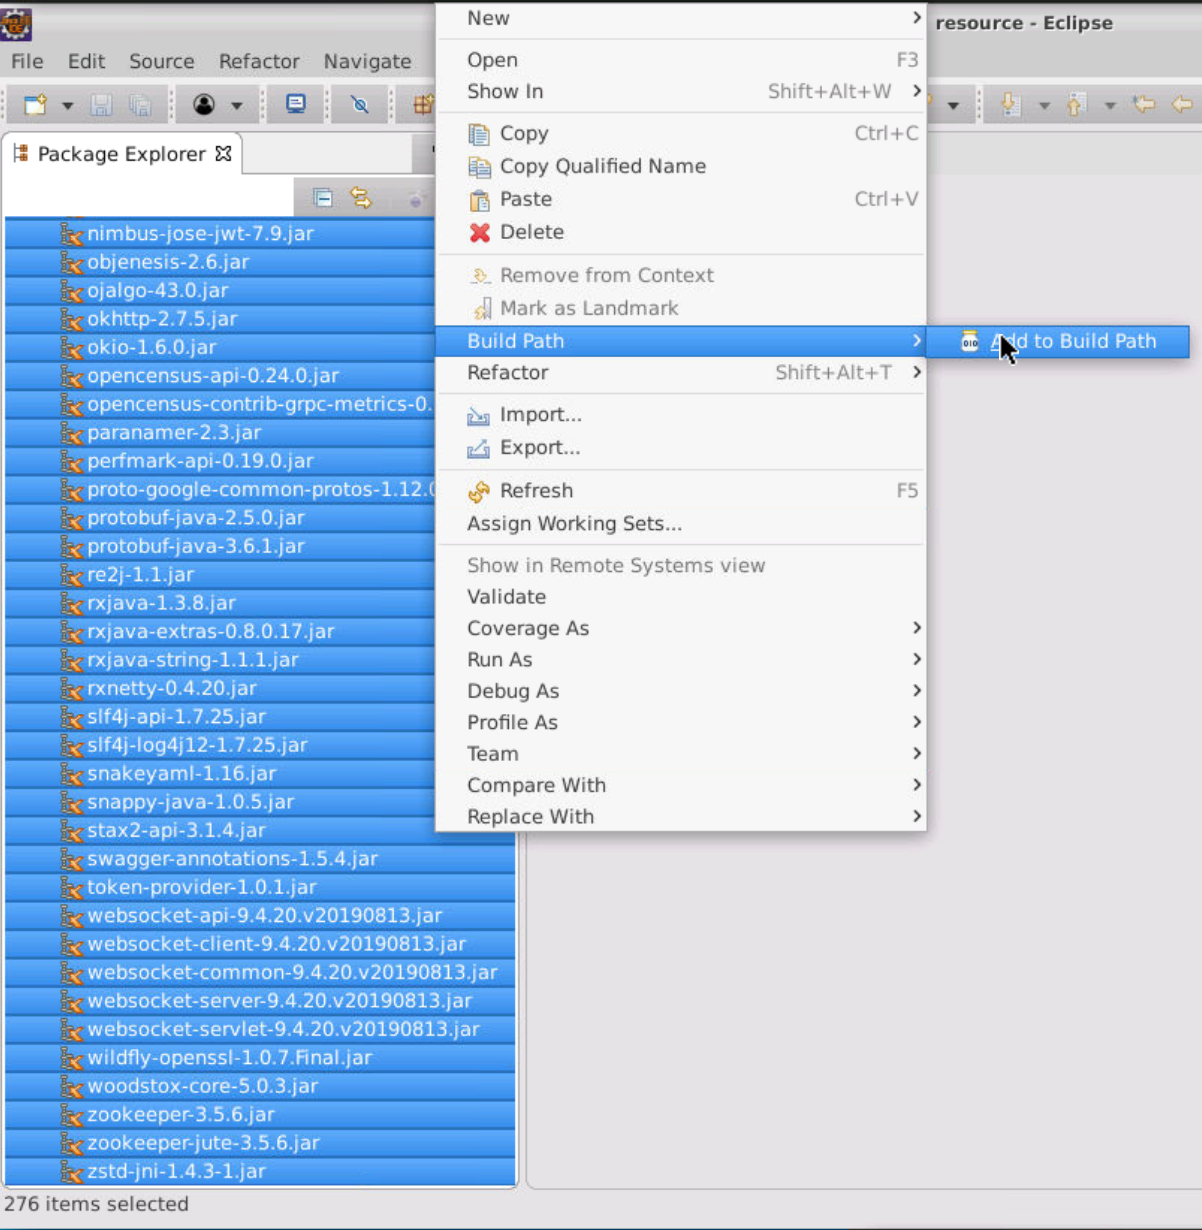 resource - Eclipse
File Edit Source Refactor Navigate
Package Explorer
nimbus-jose-jwt-7.9.jar
objenesis-2.6.jar
ojalgo-43.0.jar
okhttp-2.7.5.jar
okio-1.6.0.jar
opencensus-api-0.24.0.jar
opencensus-contrib-grpc-metrics-0.
paranamer-2.3.jar
perfmark-api-0.19.0.jar
proto-google-common-protos-1.12.0
protobuf-java-2.5.0.jar
protobuf-java-3.6.1.jar
re2j-1.1.jar
rxjava-1.3.8.jar
rxjava-extras-0.8.0.17.jar
rxjava-string-1.1.1.jar
rxnetty-0.4.20.jar
slf4j-api-1.7.25.jar
slf4j-log4j12-1.7.25.jar
snakeyaml-1.16.jar
snappy-java-1.0.5.jar
stax2-api-3.1.4.jar
swagger-annotations-1.5.4.jar
token-provider-1.0.1.jar
websocket-api-9.4.20.v20190813.jar
websocket-client-9.4.20.v20190813.jar
websocket-common-9.4.20.v20190813.jar
websocket-server-9.4.20.v20190813.jar
websocket-servlet-9.4.20.v20190813.jar
wildfly-openssl-1.0.7.Final.jar
woodstox-core-5.0.3.jar
zookeeper-3.5.6.jar
zookeeper-jute-3.5.6.jar
zstd-jni-1.4.3-1.jar
276 items selected
New
Open F3
Show In Shift+Alt+W
Copy Ctrl+C
Copy Qualified Name
Paste Ctrl+V
Delete
Remove from Context
Mark as Landmark
Build Path
Refactor Shift+Alt+T
Import...
Export...
Refresh F5
Assign Working Sets...
Show in Remote Systems view
Validate
Coverage As
Run As
Debug As
Profile As
Team
Compare With
Replace With
Add to Build Path